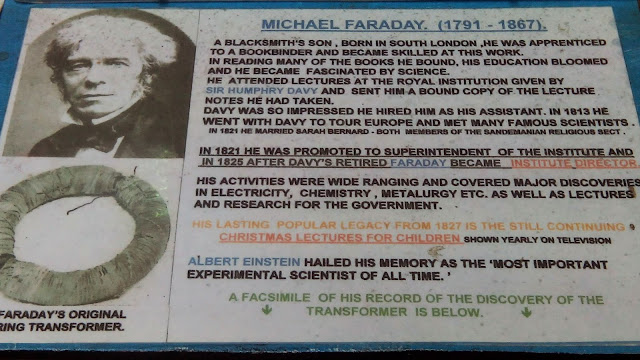 MICHAEL FARADAY. (1791 - 1867).
A BLACKSMITH'S SON , BORN IN SOUTH LONDON ,HE WAS APPRENTICED
TO A BOOKBINDER AND BECAME SKILLED AT THIS WORK.
IN READING MANY OF THE BOOKS HE BOUND, HIS EDUCATION BLOOMED
AND HE BECAME FASCINATED BY SCIENCE.
HE ATTENDED LECTURES AT THE ROYAL INSTITUTION GIVEN BY
SIR HUMPHRY DAVY AND SENT HIM A BOUND COPY OF THE LECTURE
NOTES HE HAD TAKEN.
DAVY WAS SO IMPRESSED HE HIRED HIM AS HIS ASSISTANT. IN 1813 HE
WENT WITH DAVY TO TOUR EUROPE AND MET MANY FAMOUS SCIENTISTS .
IN 1821 HE MARRIED SARAH BERNARD - BOTH MEMBERS OF THE SANDEMANIAN RELIGIOUS SECT .
IN 1821 HE WAS PROMOTED TO SUPERINTENDENT OF THE INSTITUTE AND
IN 1825 AFTER DAVY'S RETIRED FARADAY BECAME INSTITUTE DIRECTOR
HIS ACTIVITIES WERE WIDE RANGING AND COVERED MAJOR DISCOVERIES
IN ELECTRICITY, CHEMISTRY , METALURGY ETC. AS WELL AS LECTURES
AND RESEARCH FOR THE GOVERNMENT.
HIS LASTING POPULAR LEGACY FROM 1827 IS THE STILL CONTINUING
CHRISTMAS LECTURES FOR CHILDREN SHOWN YEARLY ON TELEVISION
ALBERT EINSTEIN HAILED HIS MEMORY AS THE 'MOST IMPORTANT
EXPERIMENTAL SCIENTIST OF ALL TIME. '
A FACSIMILE OF HIS RECORD OF THE DISCOVERY OF THE
TRANSFORMER IS BELOW.
FARADAY'S ORIGINAL
RING TRANSFORMER.